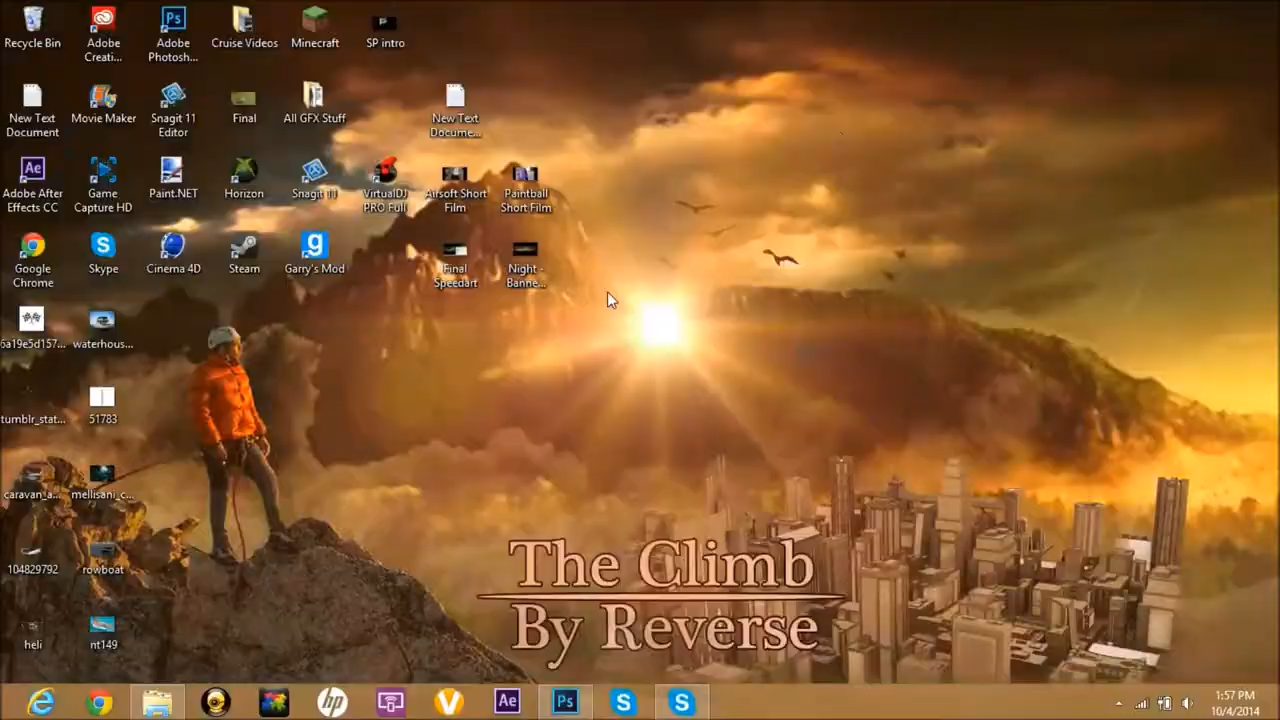 Recycle Bin
Adobe Creati...
Adobe Photosh...
Cruise Videos
Minecraft
SP intro
New Text Document
Movie Maker
Snagit 11 Editor
Final
All GFX Stuff
New Text Docume...
Adobe After Effects CC
Game Capture HD
Paint.NET
Horizon
Snagit 11
VirtualDJ PRO Full
Airsoft Short Film
Paintball Short Film
Google Chrome
Skype
Cinema 4D
Steam
Garry's Mod
Final Speedart
Night - Banne...
6a19e5d157...
waterhous...
tumblr_stat...
51783
caravan_a...
mellisani_c...
104829792
rowboat
heli
nt149
The Climb
By Reverse
1:57 PM
10/4/2014